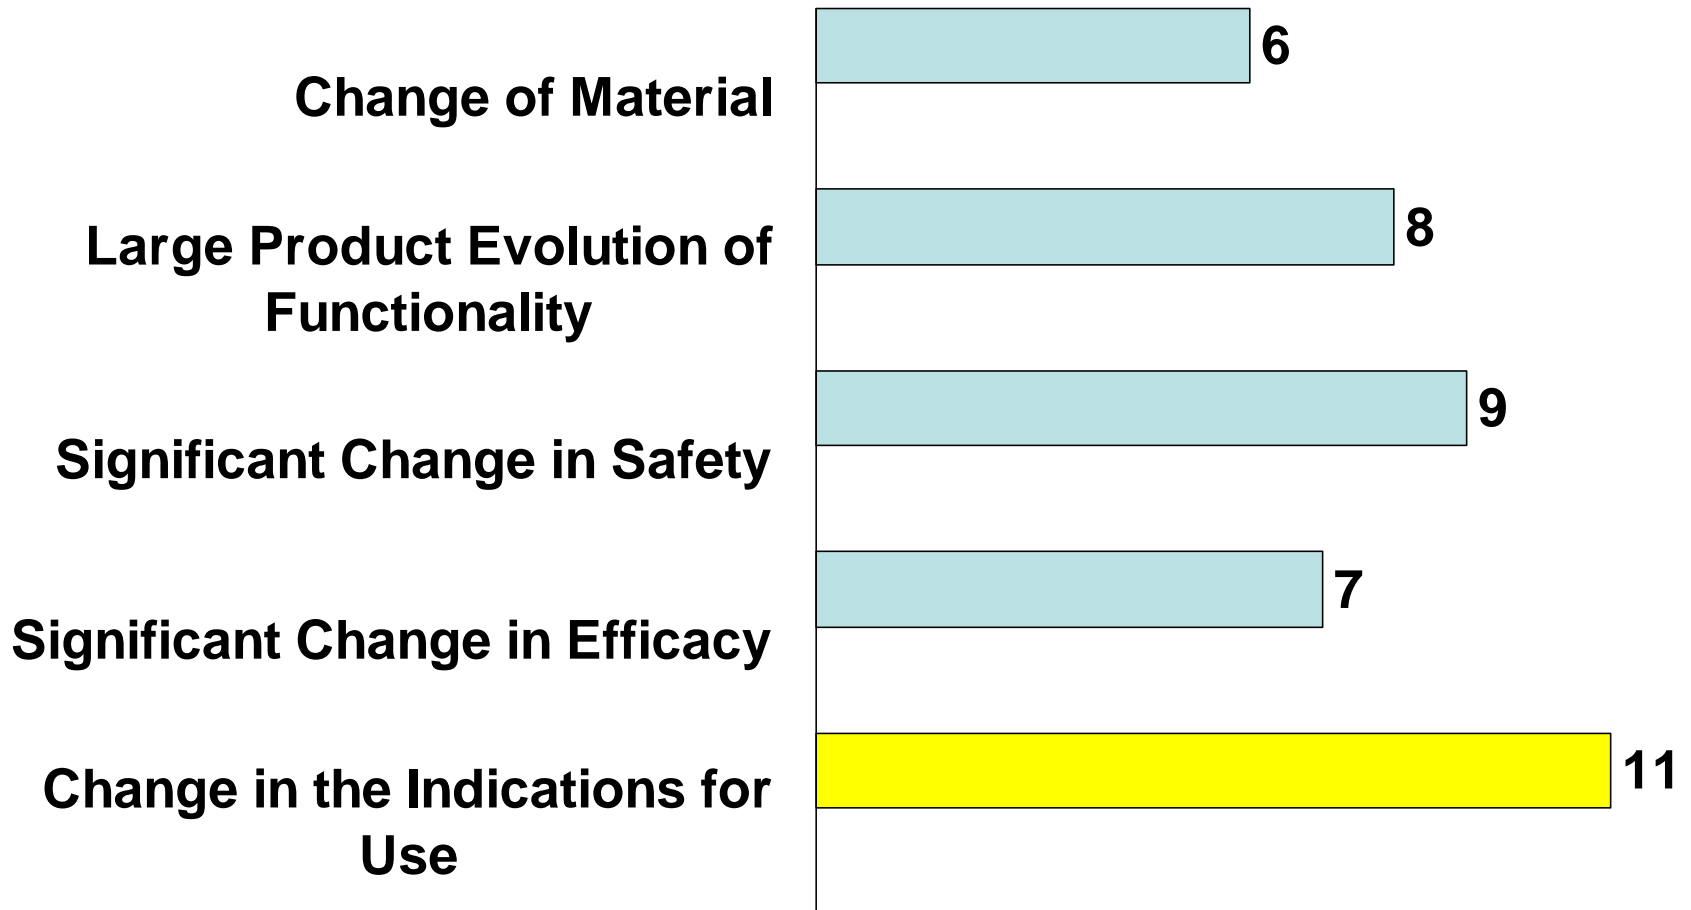 6
Change of Material
8
Large Product Evolution of
Functionality
9
Significant Change in Safety
7
Significant Change in Efficacy
11
Change in the Indications for
Use